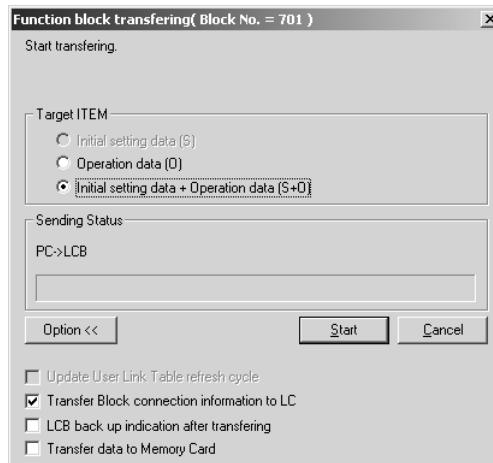 Function block transfering( Block No. = 701 )
Start transfering.
Target ITEM
Initial setting data (S)
Operation data (O)
Initial setting data + Operation data (S+O)
Sending Status
PC->LCB
Option <<
Start
Cancel
Update User Link Table refresh cycle
Transfer Block connection information to LC
LCB back up indication after transfering
Transfer data to Memory Card